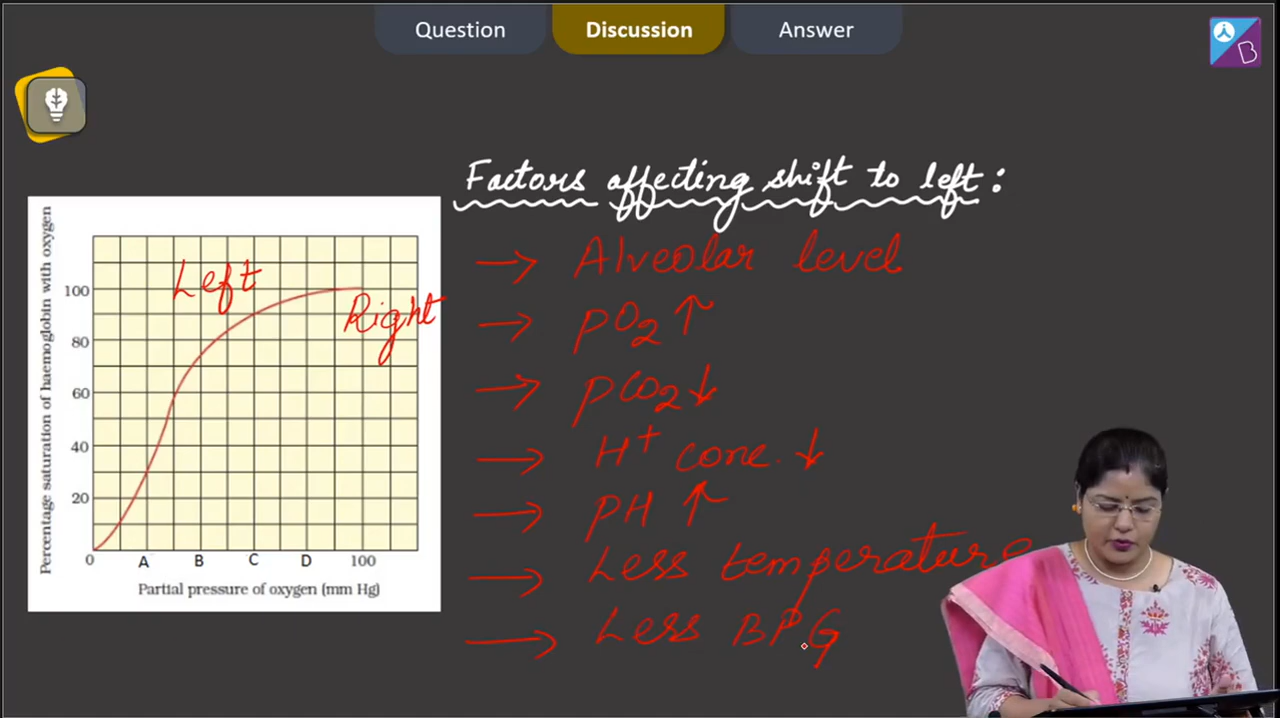 Question
Discussion
Answer
B
Factors affecting shift to left :
→ Alveolar level
→ PO2 ↑
→ PCO2 ↓
→ H+ conc. ↓
→ PH ↑
→ Less temperature
→ Less BPG
Percentage saturation of haemoglobin with oxygen
Left
Right
100
80
60
40
20
0 A B C D 100
Partial pressure of oxygen (mm Hg)